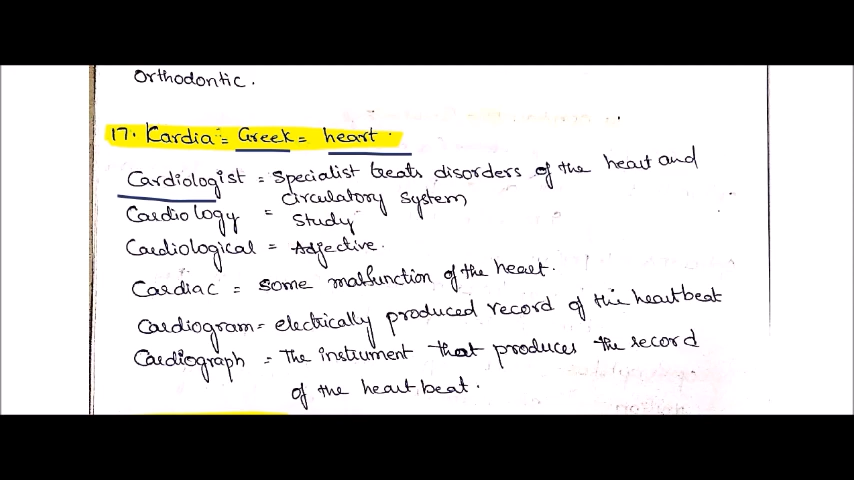 Orthodontic.
17. Kardia = Greek = heart.
Cardiologist = Specialist treats disorders of the heart and
circulatory system
Cardiology = study
Cardiological = Adjective.
Cardiac = some malfunction of the heart.
Cardiogram = electrically produced record of the heartbeat
Cardiograph = The instrument that produces the record
of the heartbeat.